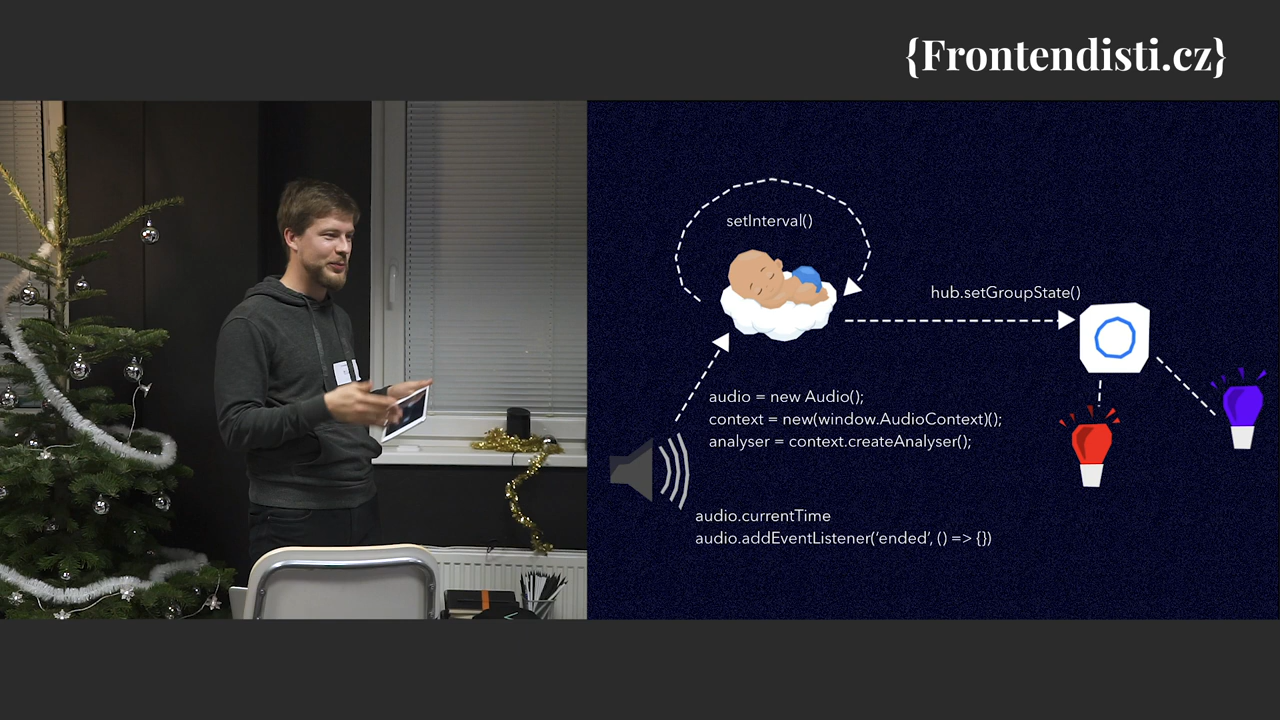 {Frontendisti.cz}
setInterval()
hub.setGroupState()
audio = new Audio();
context = new(window.AudioContext)();
analyser = context.createAnalyser();
audio.currentTime
audio.addEventListener('ended', () => {})